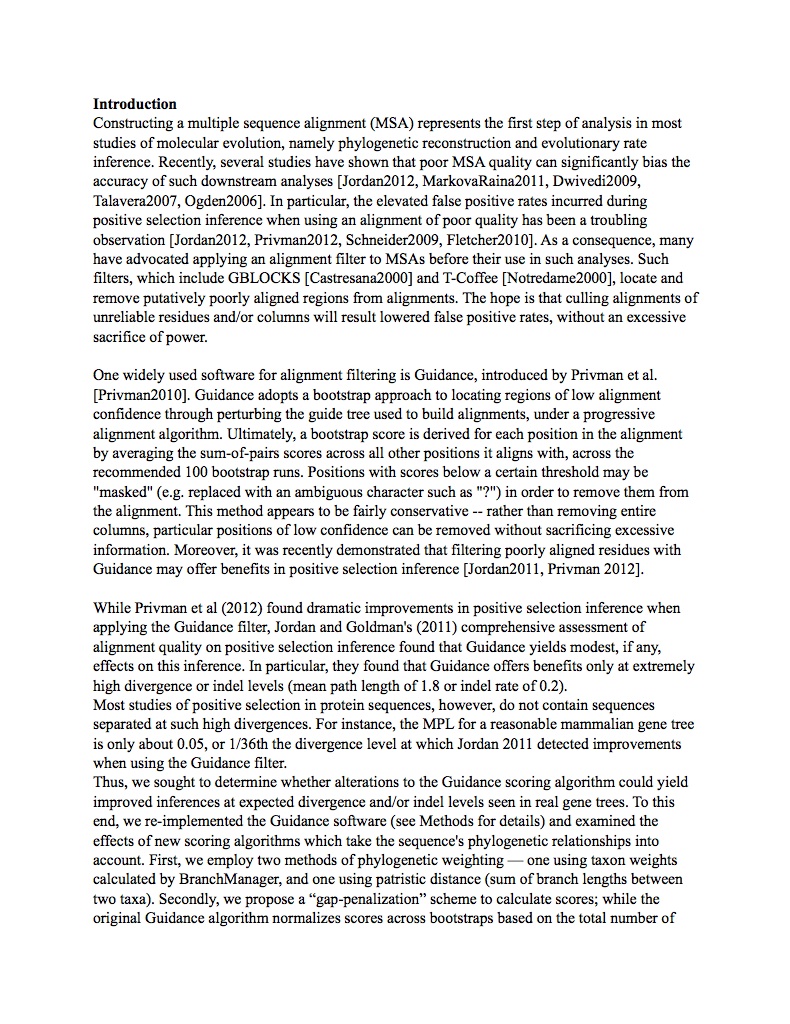 Introduction
Constructing a multiple sequence alignment (MSA) represents the first step of analysis in most
studies of molecular evolution, namely phylogenetic reconstruction and evolutionary rate
inference. Recently, several studies have shown that poor MSA quality can significantly bias the
accuracy of such downstream analyses [Jordan2012, MarkovaRaina2011, Dwivedi2009,
Talavera2007, Ogden2006]. In particular, the elevated false positive rates incurred during
positive selection inference when using an alignment of poor quality has been a troubling
observation [Jordan2012, Privman2012, Schneider2009, Fletcher2010]. As a consequence, many
have advocated applying an alignment filter to MSAs before their use in such analyses. Such
filters, which include GBLOCKS [Castresana2000] and T-Coffee [Notredame2000], locate and
remove putatively poorly aligned regions from alignments. The hope is that culling alignments of
unreliable residues and/or columns will result lowered false positive rates, without an excessive
sacrifice of power.
One widely used software for alignment filtering is Guidance, introduced by Privman et al.
[Privman2010]. Guidance adopts a bootstrap approach to locating regions of low alignment
confidence through perturbing the guide tree used to build alignments, under a progressive
alignment algorithm. Ultimately, a bootstrap score is derived for each position in the alignment
by averaging the sum-of-pairs scores across all other positions it aligns with, across the
recommended 100 bootstrap runs. Positions with scores below a certain threshold may be
"masked" (e.g. replaced with an ambiguous character such as "?") in order to remove them from
the alignment. This method appears to be fairly conservative -- rather than removing entire
columns, particular positions of low confidence can be removed without sacrificing excessive
information. Moreover, it was recently demonstrated that filtering poorly aligned residues with
Guidance may offer benefits in positive selection inference [Jordan2011, Privman 2012].
While Privman et al (2012) found dramatic improvements in positive selection inference when
applying the Guidance filter, Jordan and Goldman's (2011) comprehensive assessment of
alignment quality on positive selection inference found that Guidance yields modest, if any,
effects on this inference. In particular, they found that Guidance offers benefits only at extremely
high divergence or indel levels (mean path length of 1.8 or indel rate of 0.2).
Most studies of positive selection in protein sequences, however, do not contain sequences
separated at such high divergences. For instance, the MPL for a reasonable mammalian gene tree
is only about 0.05, or 1/36th the divergence level at which Jordan 2011 detected improvements
when using the Guidance filter.
Thus, we sought to determine whether alterations to the Guidance scoring algorithm could yield
improved inferences at expected divergence and/or indel levels seen in real gene trees. To this
end, we re-implemented the Guidance software (see Methods for details) and examined the
effects of new scoring algorithms which take the sequence's phylogenetic relationships into
account. First, we employ two methods of phylogenetic weighting — one using taxon weights
calculated by BranchManager, and one using patristic distance (sum of branch lengths between
two taxa). Secondly, we propose a “gap-penalization” scheme to calculate scores; while the
original Guidance algorithm normalizes scores across bootstraps based on the total number of